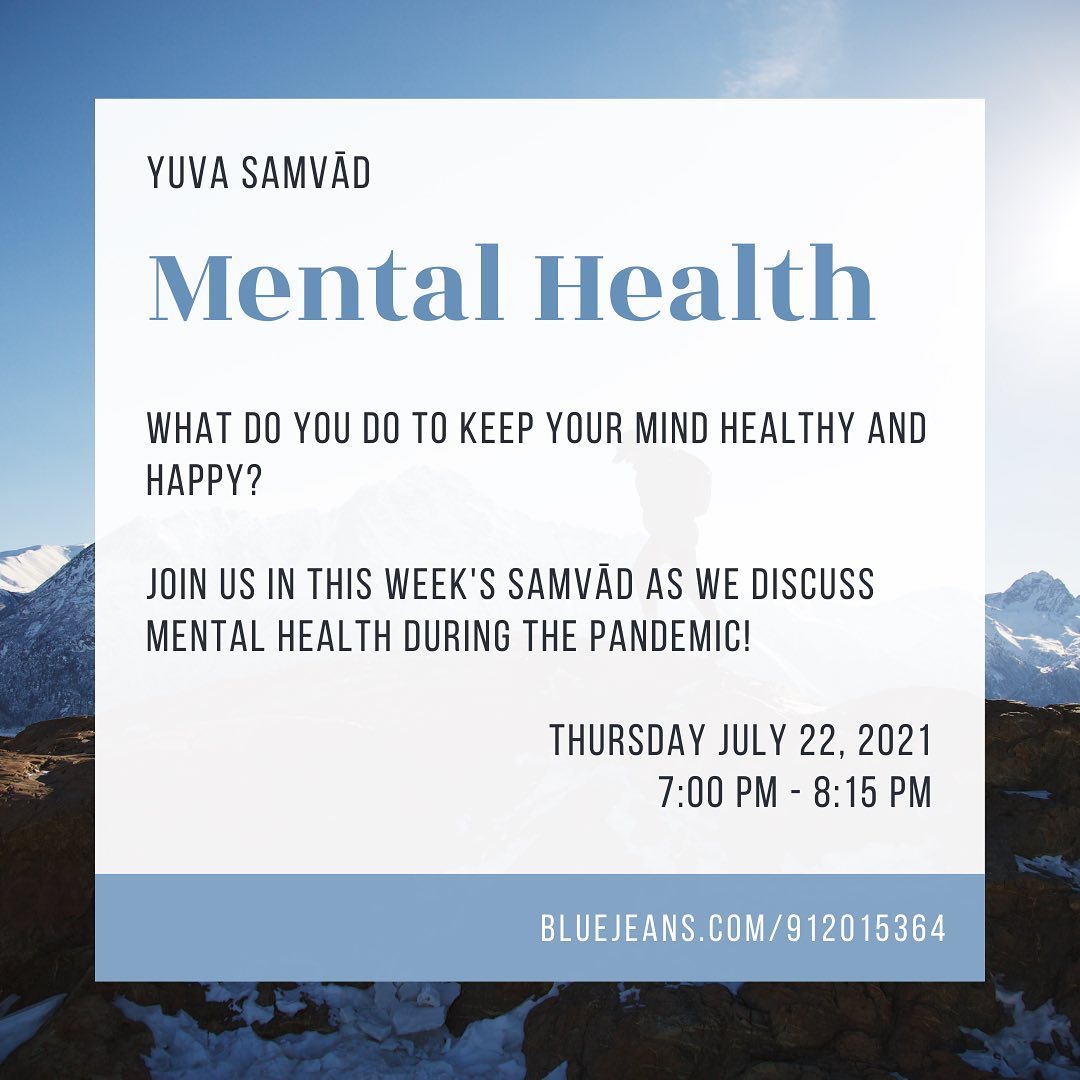 YUVA SAMVĀD
Mental Health
WHAT DO YOU DO TO KEEP YOUR MIND HEALTHY AND
HAPPY?
JOIN US IN THIS WEEK'S SAMVĀD AS WE DISCUSS
MENTAL HEALTH DURING THE PANDEMIC!
THURSDAY JULY 22, 2021
7:00 PM - 8:15 PM
BLUEJEANS.COM/912015364